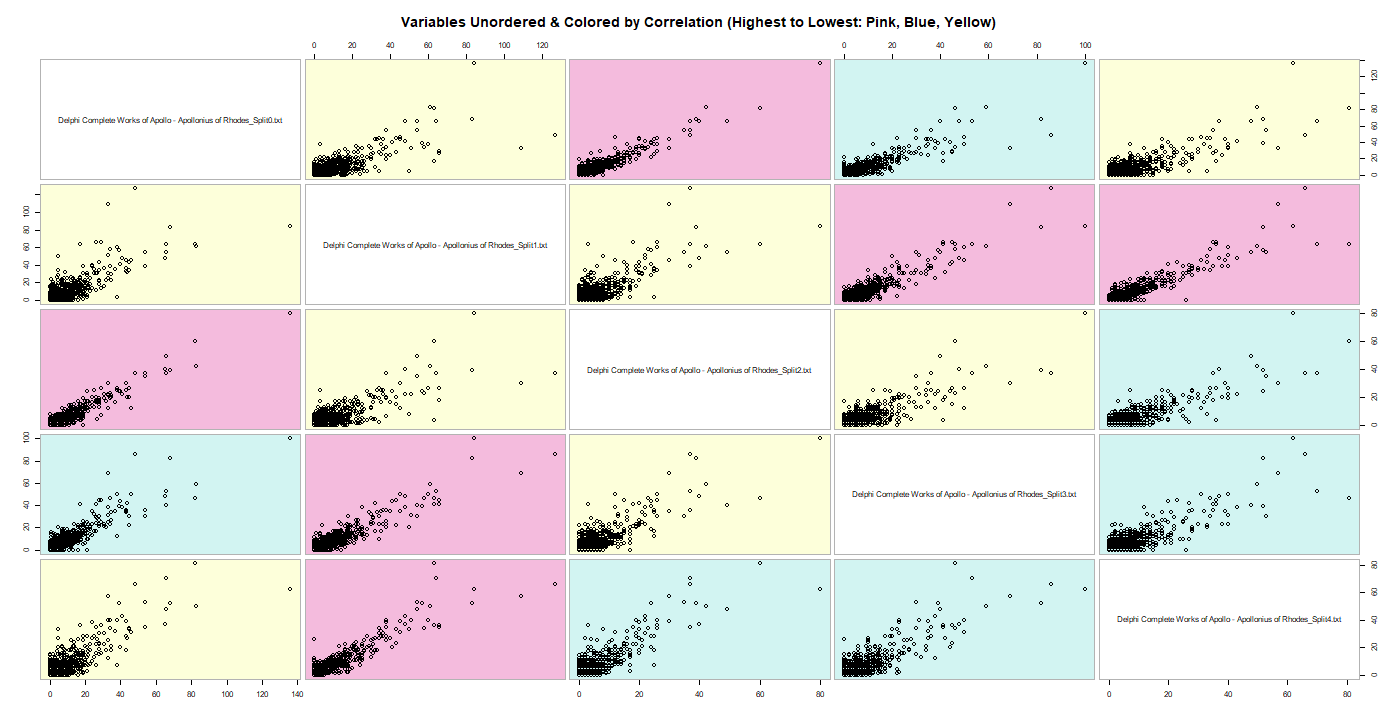 Variables Unordered & Colored by Correlation (Highest to Lowest: Pink, Blue, Yellow)
0 20 40 60 80 100 120
0 20 40 60 80 100
Delphi Complete Works of Apollo - Apollonius of Rhodes_Split0.txt
0 20 40 60 80 120
0 20 40 60 80 100
Delphi Complete Works of Apollo - Apollonius of Rhodes_Split1.txt
Delphi Complete Works of Apollo - Apollonius of Rhodes_Split2.txt
0 20 40 60 80
0 20 40 60 80 100
Delphi Complete Works of Apollo - Apollonius of Rhodes_Split3.txt
Delphi Complete Works of Apollo - Apollonius of Rhodes_Split4.txt
0 20 40 60 80
0 20 40 60 80 100 120 140
0 20 40 60 80
0 20 40 60 80